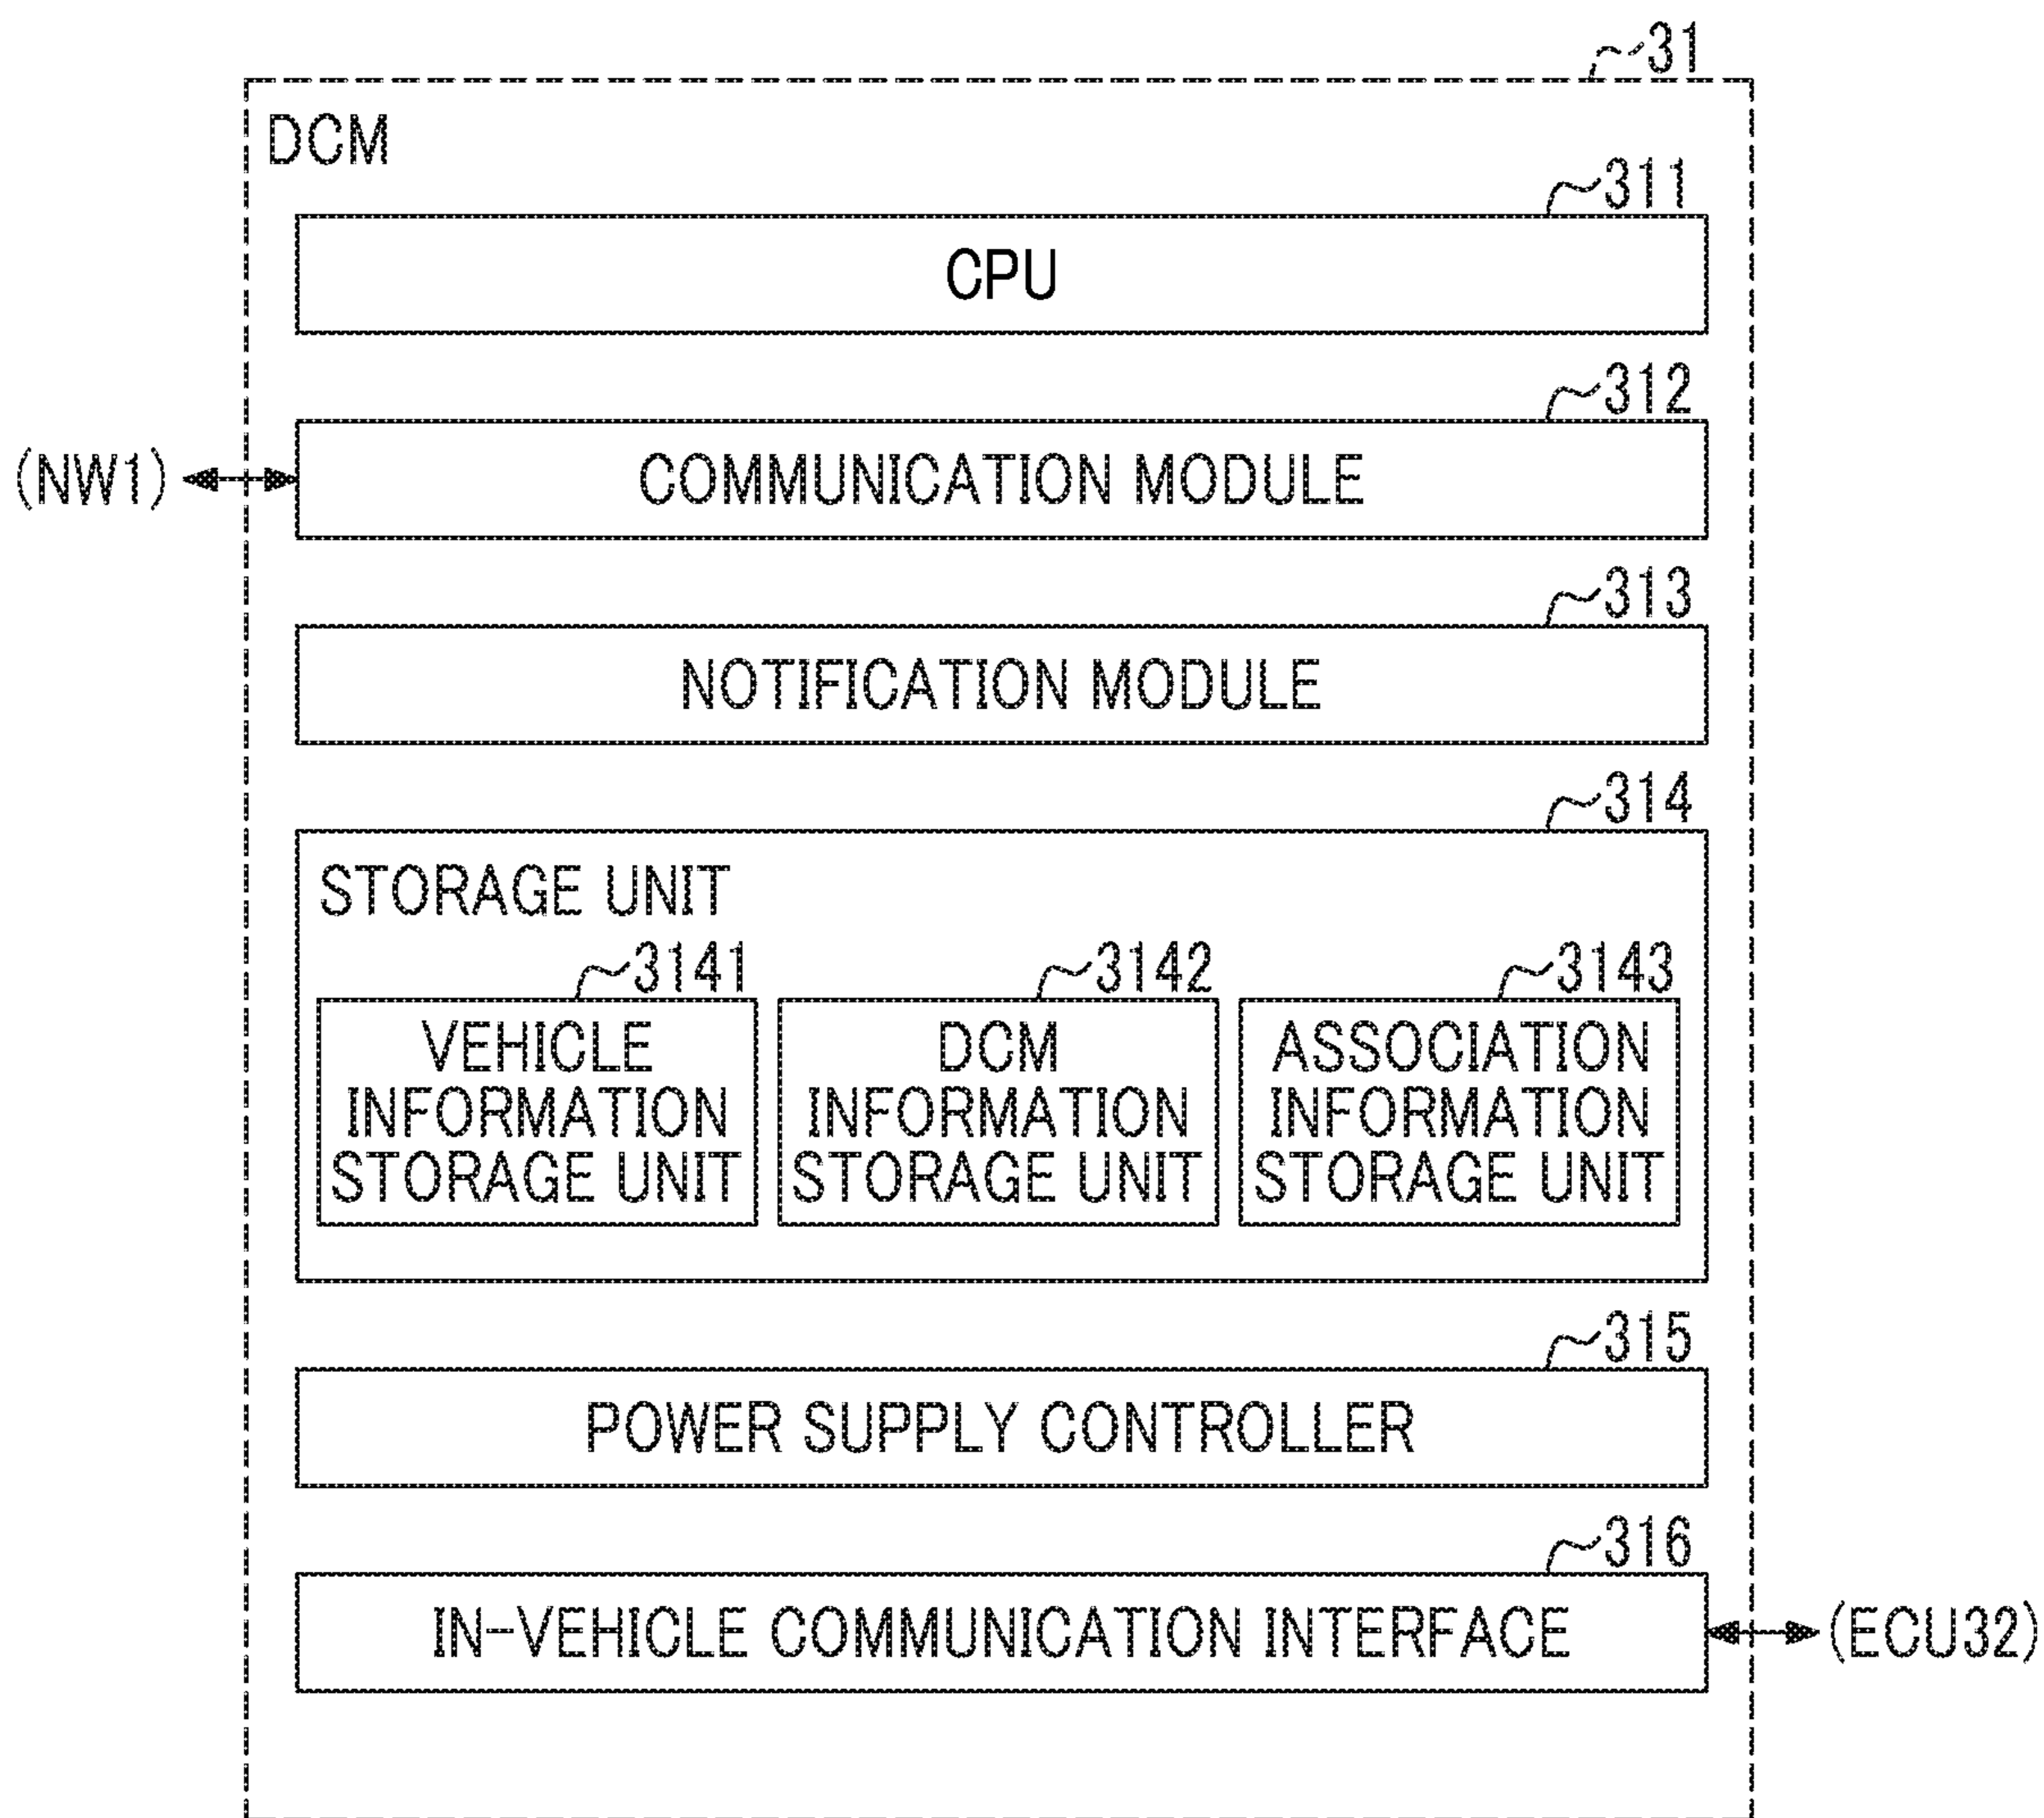 31
DCM
311
CPU
312
(NW1)
COMMUNICATION MODULE
313
NOTIFICATION MODULE
314
STORAGE UNIT
3141
3142
3143
VEHICLE
INFORMATION
STORAGE UNIT
DCM
INFORMATION
STORAGE UNIT
ASSOCIATION
INFORMATION
STORAGE UNIT
315
POWER SUPPLY CONTROLLER
316
IN-VEHICLE COMMUNICATION INTERFACE
(ECU32)